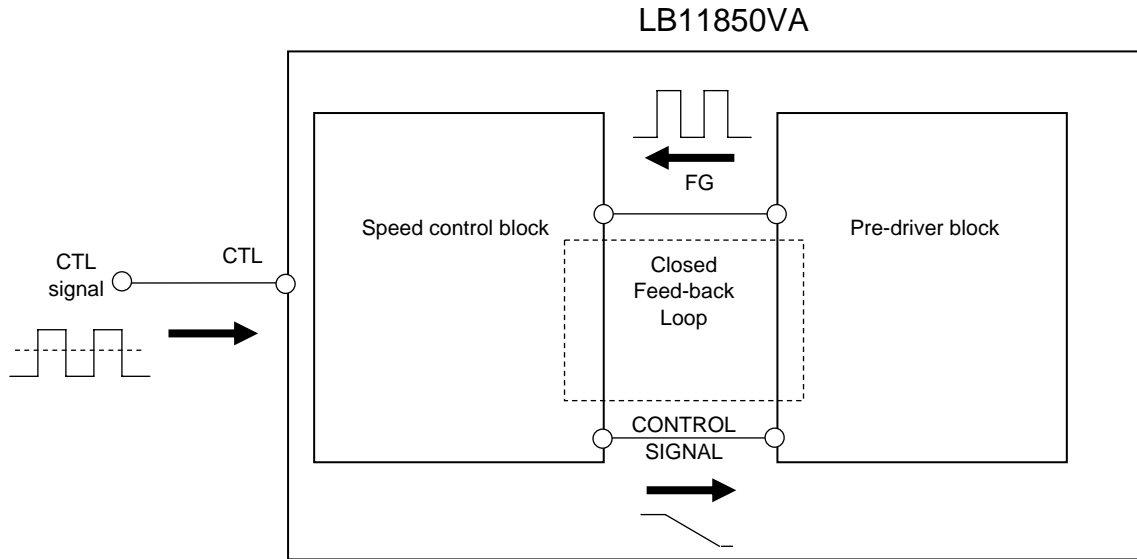 LB11850VA
FG
Speed control block
Pre-driver block
CTL
signal
CTL
Closed
Feed-back
Loop
CONTROL
SIGNAL